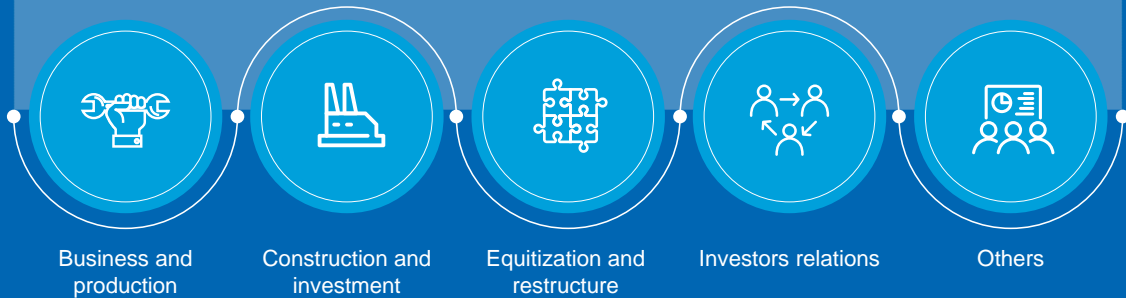 Business and
production
Construction and
investment
Equitization and
restructure
Investors relations
Others